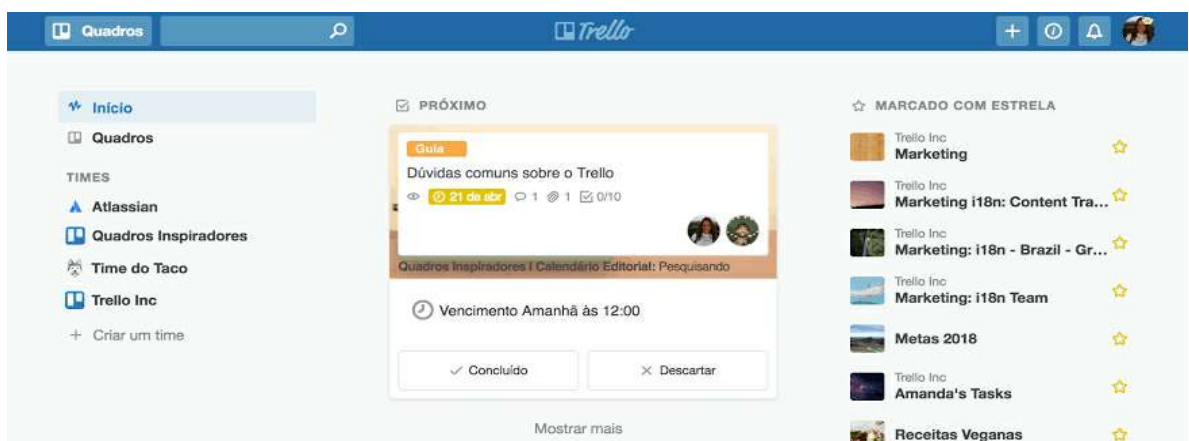 Quadros
Trello
Início
Quadros
TIMES
Atlassian
Quadros Inspiradores
Time do Taco
Trello Inc
Criar um time
PRÓXIMO
Guia
Dúvidas comuns sobre o Trello
21 de abr 1 1 0/10
Quadros Inspiradores | Calendário Editorial: Pesquisando
Vencimento Amanhã às 12:00
Concluído
Descartar
Mostrar mais
MARCADO COM ESTRELA
Trello Inc
Marketing
Trello Inc
Marketing i18n: Content Tra...
Trello Inc
Marketing: i18n - Brazil - Gr...
Trello Inc
Marketing: i18n Team
Metas 2018
Trello Inc
Amanda's Tasks
Receitas Veganas